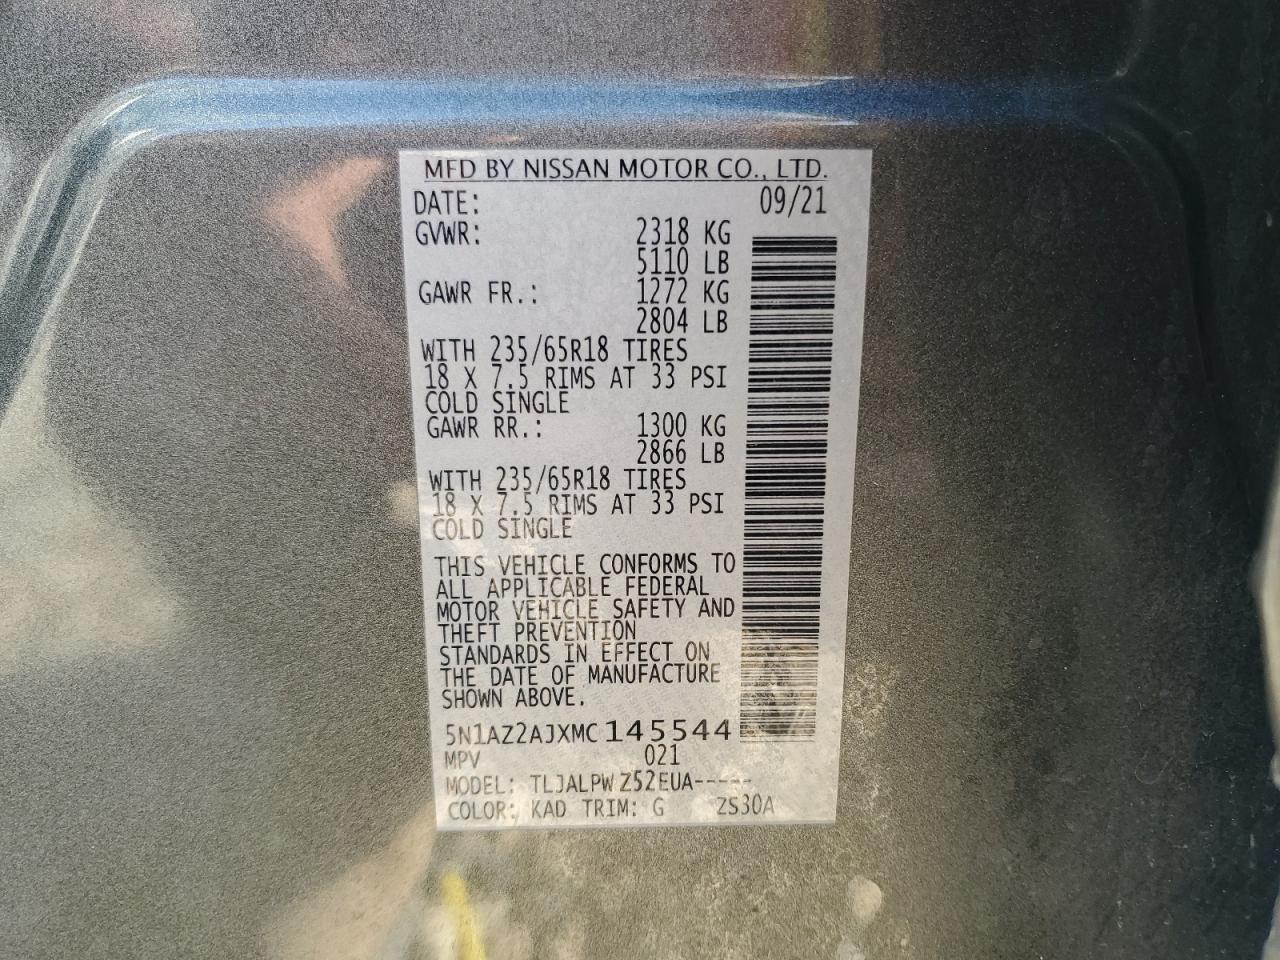 MFD BY NISSAN MOTOR CO., LTD.
DATE: 09/21
GVWR: 2318 KG
5110 LB
GAWR FR.: 1272 KG
2804 LB
WITH 235/65R18 TIRES
18 X 7.5 RIMS AT 33 PSI
COLD SINGLE
GAWR RR.: 1300 KG
2866 LB
WITH 235/65R18 TIRES
18 X 7.5 RIMS AT 33 PSI
COLD SINGLE
THIS VEHICLE CONFORMS TO
ALL APPLICABLE FEDERAL
MOTOR VEHICLE SAFETY AND
THEFT PREVENTION
STANDARDS IN EFFECT ON
THE DATE OF MANUFACTURE
SHOWN ABOVE.
5N1AZ2AJXMC145544
MPV 021
MODEL: TLJALPWZ52EUA-----
COLOR: KAD TRIM: G ZS30A